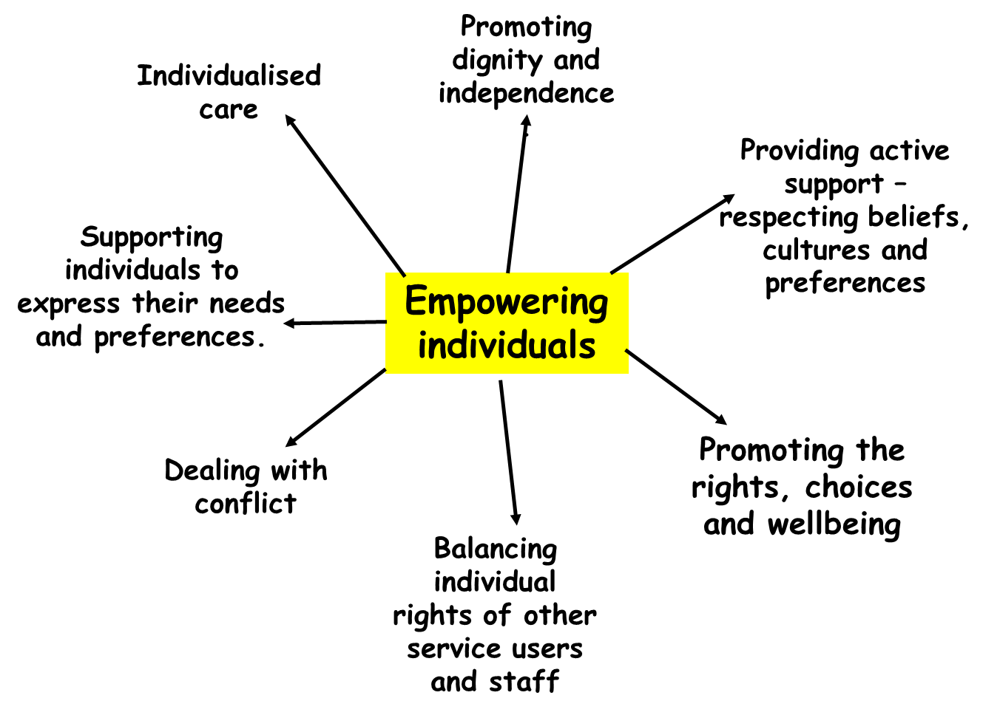 Promoting
dignity and
independence
.
Individualised
care
Providing active
support –
respecting beliefs,
cultures and
preferences
Supporting
individuals to
express their needs
and preferences.
Empowering
individuals
Promoting the
rights, choices
and wellbeing
Dealing with
conflict
Balancing
individual
rights of other
service users
and staff